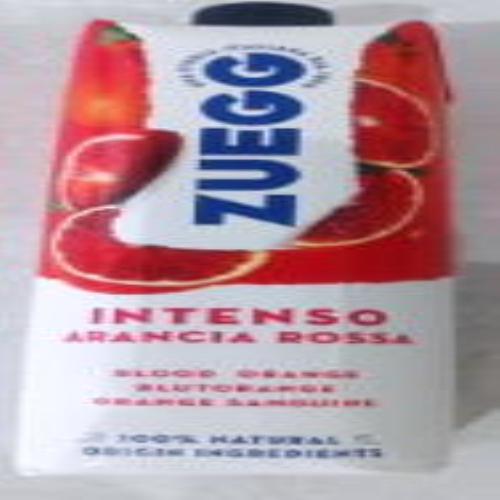 ZUEGG
INTENSO
ARANCIA ROSSA
BLOOD ORANGE
BLUTORANGE
ORANGE SANGUINE
100% NATURAL
ORIGIN INGREDIENTS